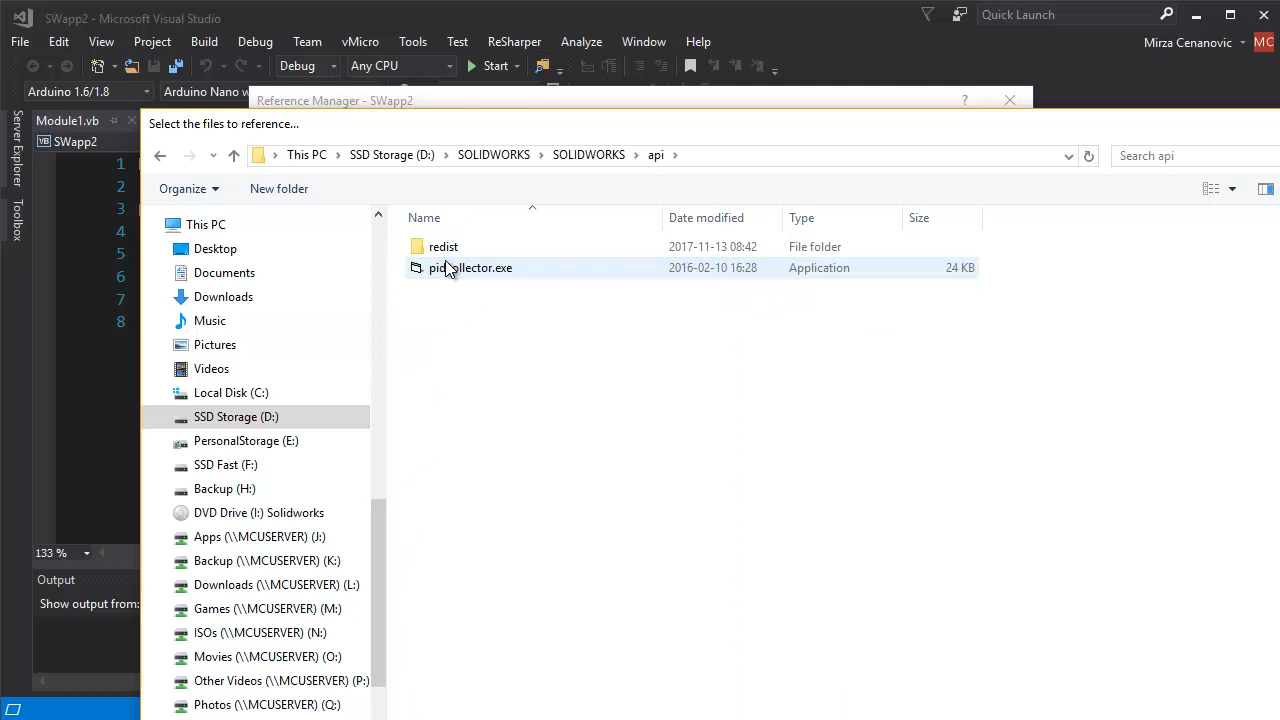 SWapp2 - Microsoft Visual Studio
Quick Launch
File Edit View Project Build Debug Team vMicro Tools Test ReSharper Analyze Window Help
Mirza Cenanovic MC
Debug Any CPU Start
Arduino 1.6/1.8 Arduino Nano w
Reference Manager - SWapp2 ?
Module1.vb
Select the files to reference...
SWapp2
This PC SSD Storage (D:) SOLIDWORKS SOLIDWORKS api
Search api
Organize New folder
Server Explorer
Toolbox
1
2
3
4
5
6
7
8
Name Date modified Type Size
redist 2017-11-13 08:42 File folder
2016-02-10 16:28 Application 24 KB
This PC
Desktop
Documents
Downloads
Music
Pictures
Videos
Local Disk (C:)
SSD Storage (D:)
PersonalStorage (E:)
SSD Fast (F:)
Backup (H:)
DVD Drive (I:) Solidworks
Apps (\\MCUSERVER) (J:)
Backup (\\MCUSERVER) (K:)
Downloads (\\MCUSERVER) (L:)
Games (\\MCUSERVER) (M:)
ISOs (\\MCUSERVER) (N:)
Movies (\\MCUSERVER) (O:)
Other Videos (\\MCUSERVER) (P:)
Photos (\\MCUSERVER) (Q:)
133 %
Output
Show output from: